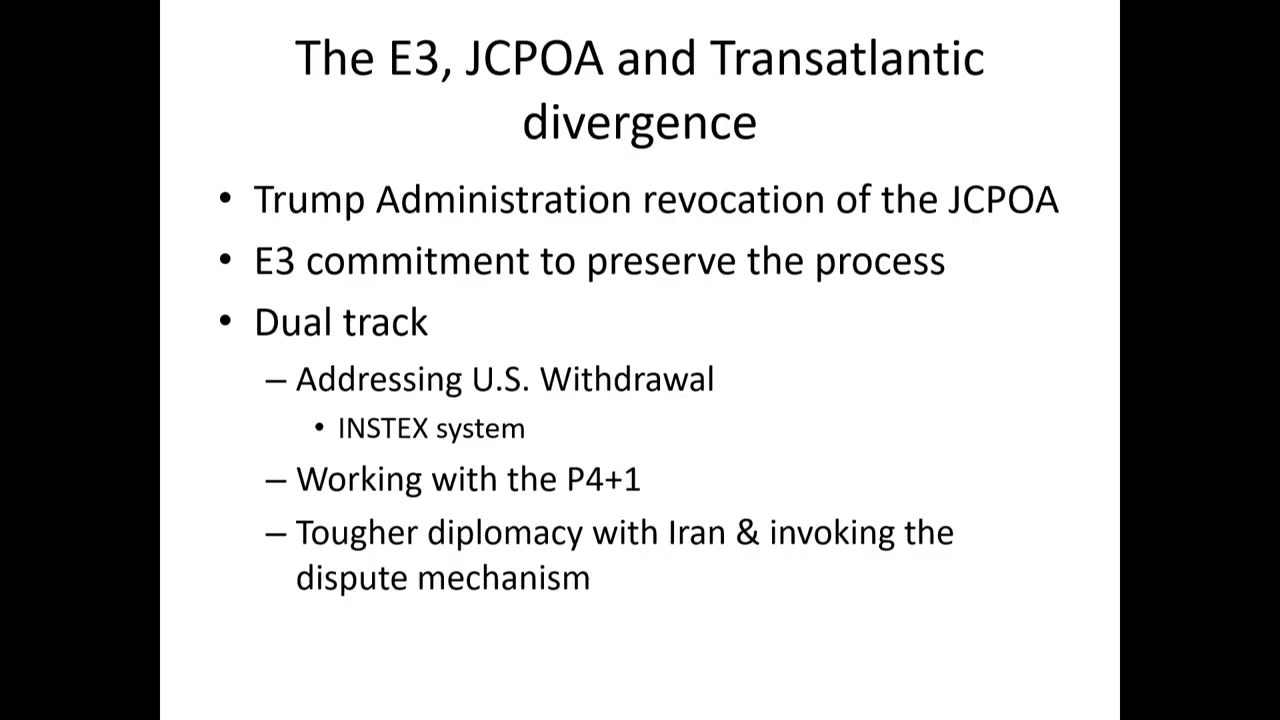 The E3, JCPOA and Transatlantic
divergence
• Trump Administration revocation of the JCPOA
• E3 commitment to preserve the process
• Dual track
– Addressing U.S. Withdrawal
• INSTEX system
– Working with the P4+1
– Tougher diplomacy with Iran & invoking the
dispute mechanism